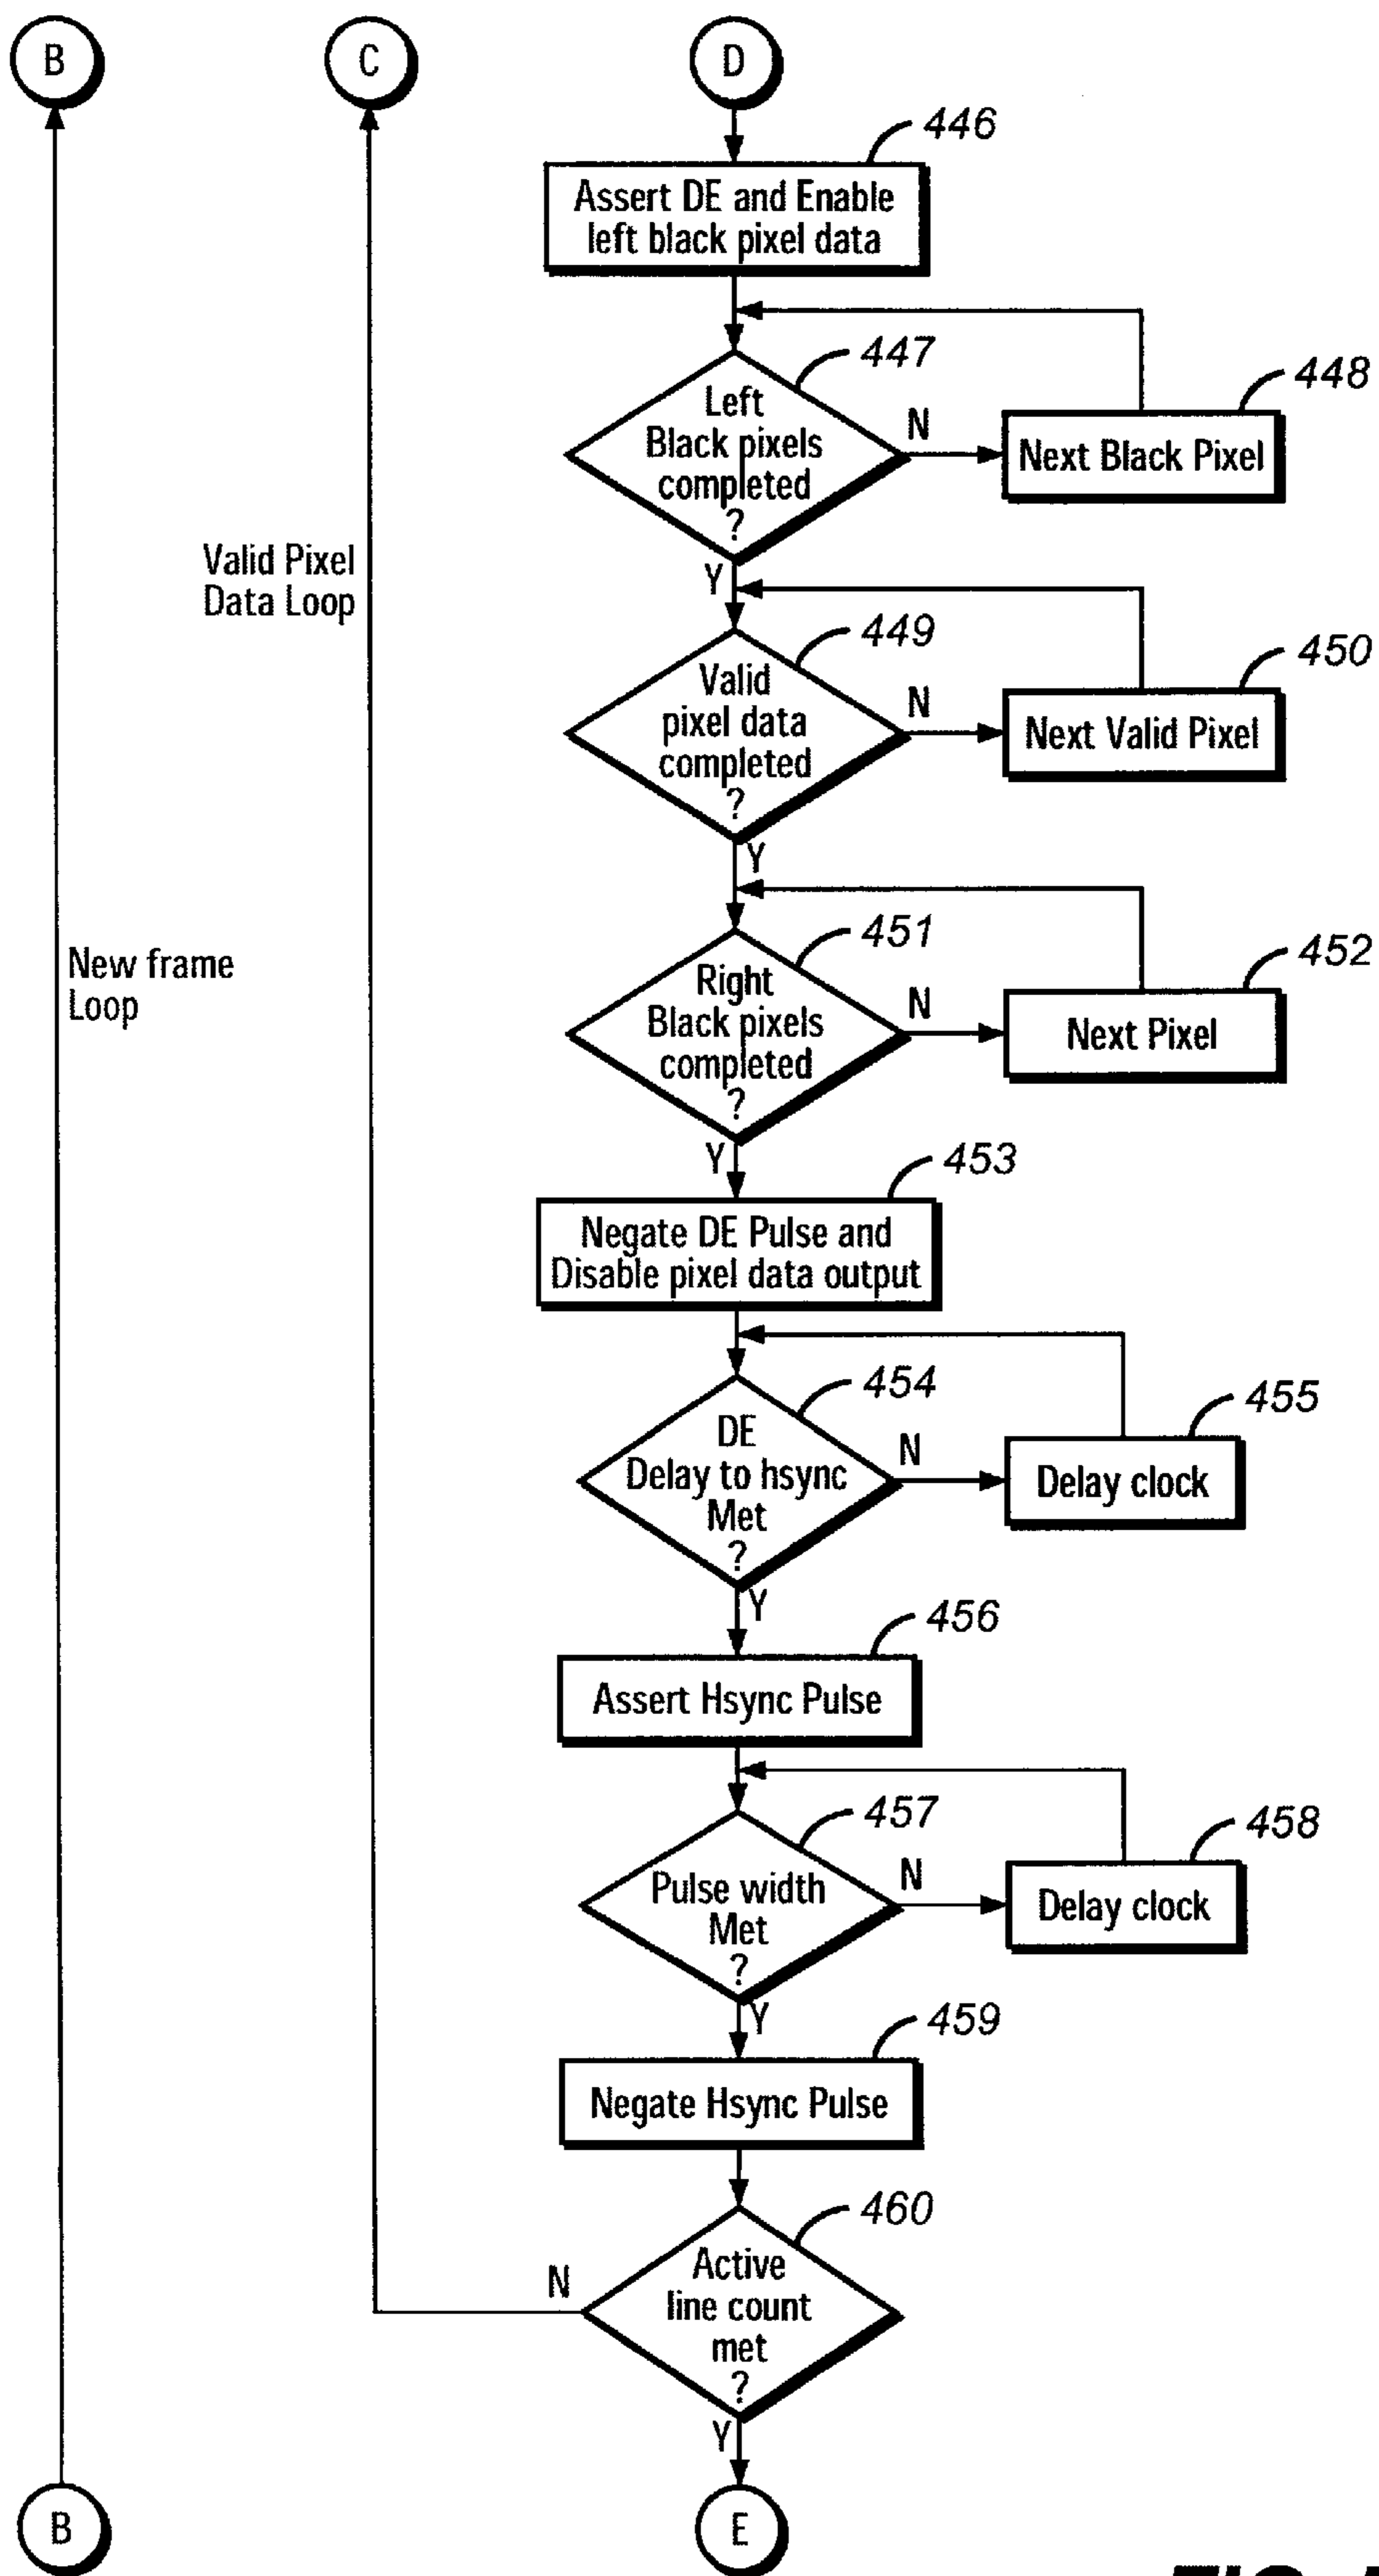 B
C
D
446
Assert DE and Enable
left black pixel data
447
Left
Black pixels
completed
?
N
448
Next Black Pixel
Y
Valid Pixel
Data Loop
449
Valid
pixel data
completed
?
N
450
Next Valid Pixel
Y
New frame
Loop
451
Right
Black pixels
completed
?
N
452
Next Pixel
Y
453
Negate DE Pulse and
Disable pixel data output
454
DE
Delay to hsync
Met
?
N
455
Delay clock
Y
456
Assert Hsync Pulse
457
Pulse width
Met
?
N
458
Delay clock
Y
459
Negate Hsync Pulse
460
Active
line count
met
?
N
Y
B
E